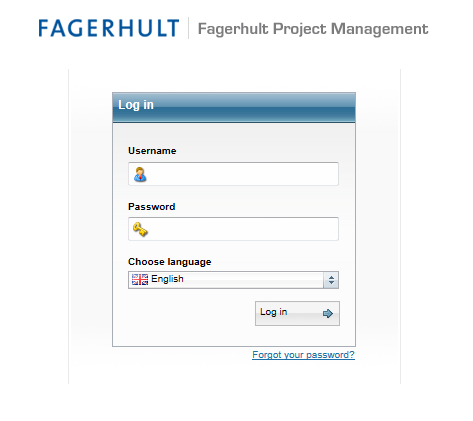 FAGERHULT Fagerhult Project Management
Log in
Username
Password
Choose language
English
Log in
Forgot your password?